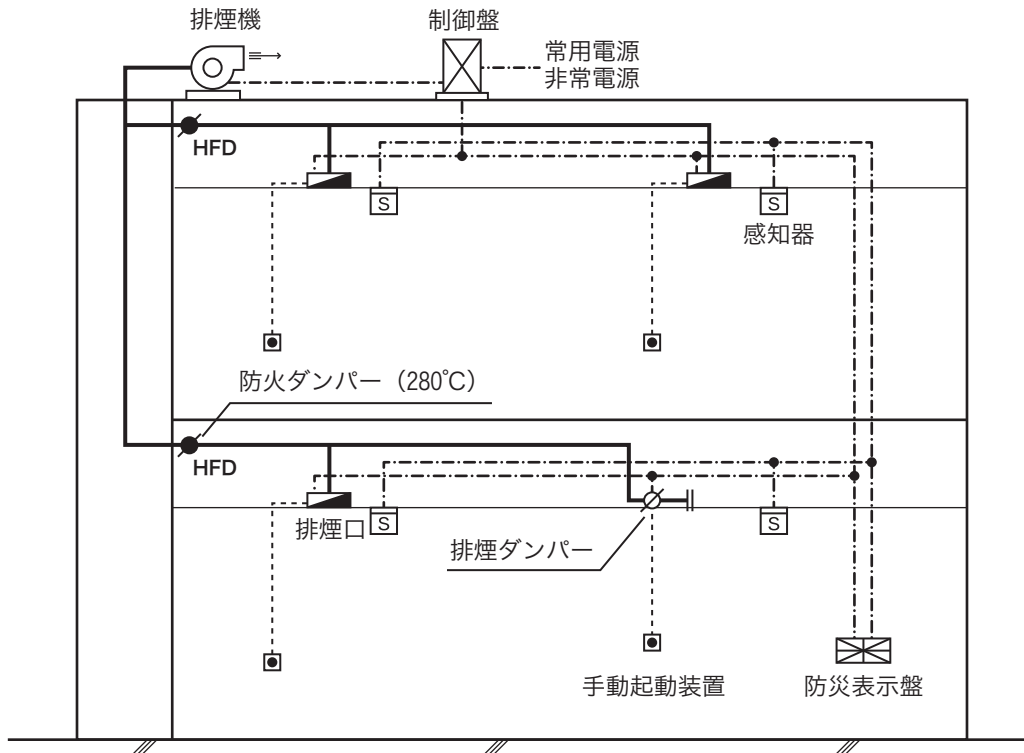 排煙機
制御盤
常用電源
非常電源
HFD
S
S
感知器
防火ダンパー（280℃）
HFD
排煙口
S
S
排煙ダンパー
手動起動装置
防災表示盤